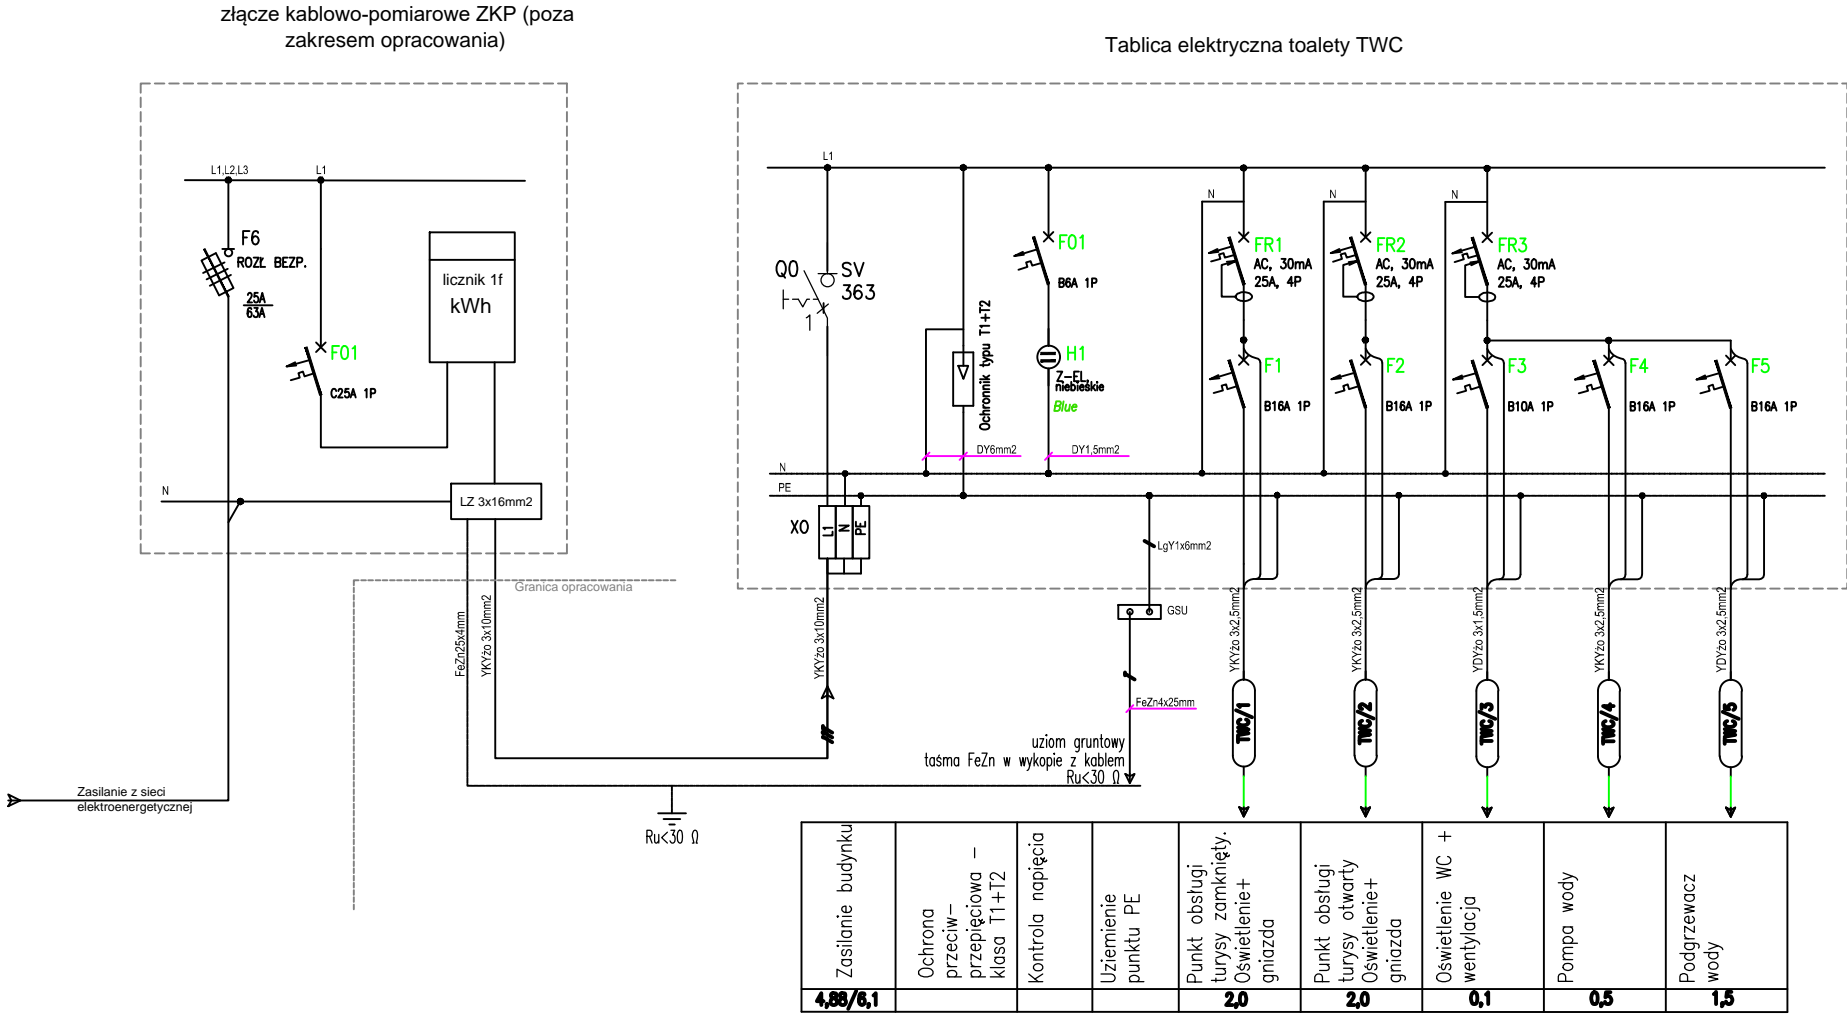 złącze kablowo-pomiarowe ZKP (poza
zakresem opracowania)
Tablica elektryczna toalety TWC
L1,L2,L3
L1
F6
ROZŁ BEZP.
25A
63A
licznik 1f
kWh
F01
C25A 1P
N
LZ 3x16mm2
Granica opracowania
FeZn25x4mm
YKYżo 3x10mm2
Zasilanie z sieci
elektroenergetycznej
Ru<30 Ω
L1
Q0
SV
363
1
Ochronnik typu T1+T2
F01
B6A 1P
H1
Z-EL
niebieskie
Blue
DY6mm2
DY1,5mm2
N
PE
X0
L1
N
PE
YKYżo 3x10mm2
LgY1x6mm2
GSU
FeZn4x25mm
uziom gruntowy
taśma FeZn w wykopie z kablem
Ru<30 Ω
N
FR1
AC, 30mA
25A, 4P
N
FR2
AC, 30mA
25A, 4P
N
FR3
AC, 30mA
25A, 4P
F1
B16A 1P
F2
B16A 1P
F3
B10A 1P
F4
B16A 1P
F5
B16A 1P
YKYżo 3x2,5mm2
YKYżo 3x2,5mm2
YDYżo 3x1,5mm2
YKYżo 3x2,5mm2
YDYżo 3x2,5mm2
TWC/1
TWC/2
TWC/3
TWC/4
TWC/5
Zasilanie budynku
Ochrona
przeciw-
przepięciowa -
klasa T1+T2
Kontrola napięcia
Uziemienie
punktu PE
Punkt obsługi
turysy zamknięty.
Oświetlenie+
gniazda
Punkt obsługi
turysy otwarty
Oświetlenie+
gniazda
Oświetlenie WC +
wentylacja
Pompa wody
Podgrzewacz
wody
4,88/6,1
2,0
2,0
0,1
0,5
1,5